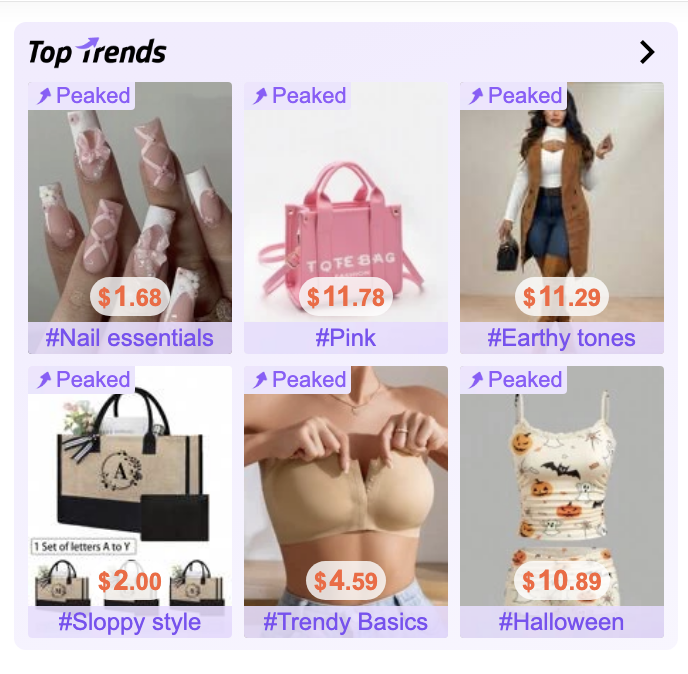 Top Trends
Peaked
Peaked
Peaked
TOTE BAG
$1.68
$11.78
$11.29
#Nail essentials
#Pink
#Earthy tones
Peaked
Peaked
Peaked
A
1 Set of letters A to Y
$2.00
$4.59
$10.89
#Sloppy style
#Trendy Basics
#Halloween